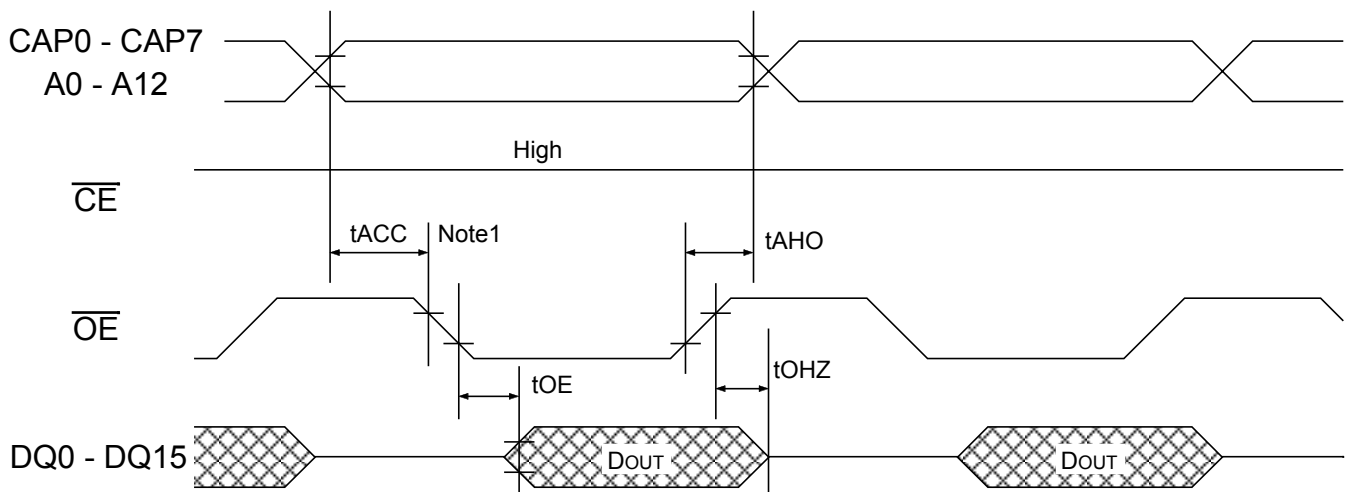 CAP0 - CAP7
A0 - A12
High
CE
tACC Note1 tAHO
OE
tOE tOHZ
DQ0 - DQ15 DOUT DOUT